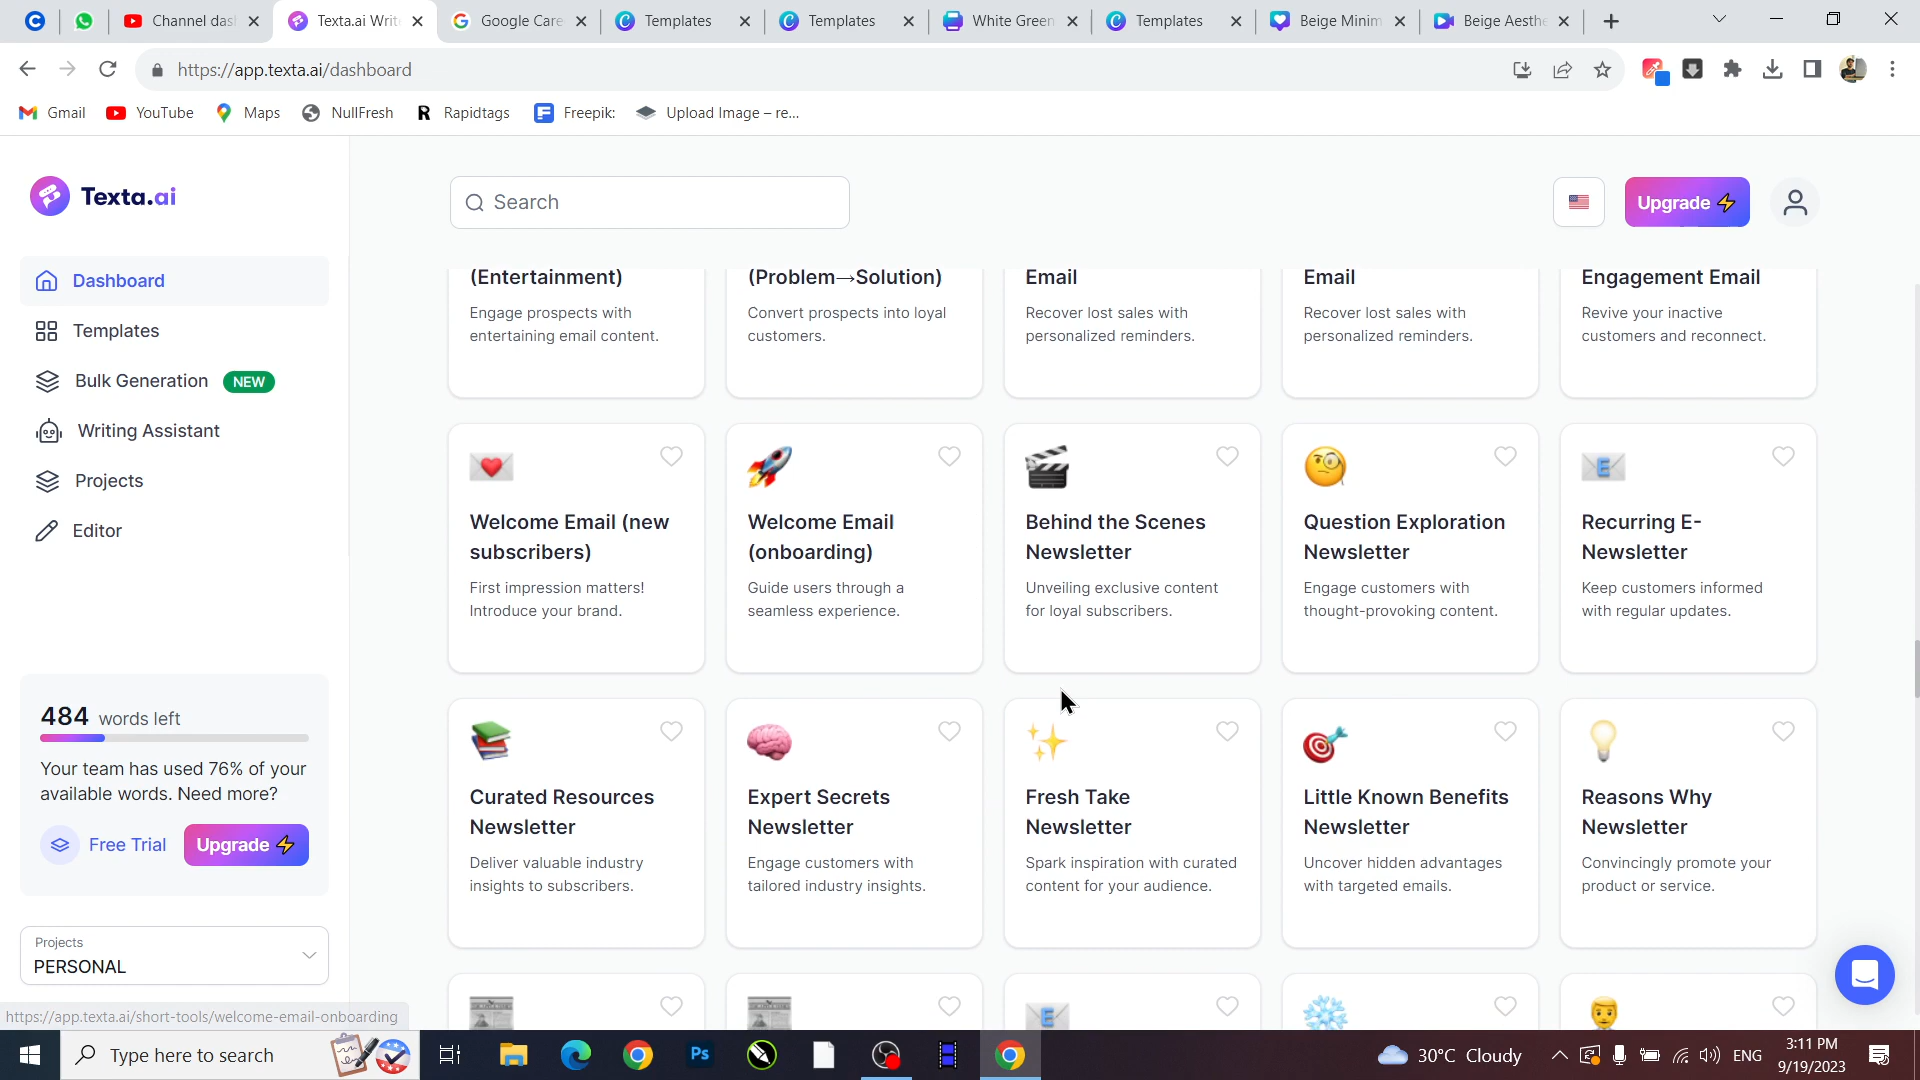 Channel das
Texta.ai Write
Google Care
Templates
Templates
White Green
Templates
Beige Minim
Beige Aesthe
https://app.texta.ai/dashboard
Gmail
YouTube
Maps
NullFresh
Rapidtags
Freepik:
Upload Image – re...
Texta.ai
Search
Upgrade
Dashboard
Templates
Bulk Generation NEW
Writing Assistant
Projects
Editor
484 words left
Your team has used 76% of your
available words. Need more?
Free Trial
Upgrade
Projects
PERSONAL
https://app.texta.ai/short-tools/welcome-email-onboarding
(Entertainment)
Engage prospects with
entertaining email content.
(Problem→Solution)
Convert prospects into loyal
customers.
Email
Recover lost sales with
personalized reminders.
Email
Recover lost sales with
personalized reminders.
Engagement Email
Revive your inactive
customers and reconnect.
Welcome Email (new
subscribers)
First impression matters!
Introduce your brand.
Welcome Email
(onboarding)
Guide users through a
seamless experience.
Behind the Scenes
Newsletter
Unveiling exclusive content
for loyal subscribers.
Question Exploration
Newsletter
Engage customers with
thought-provoking content.
Recurring E-
Newsletter
Keep customers informed
with regular updates.
Curated Resources
Newsletter
Deliver valuable industry
insights to subscribers.
Expert Secrets
Newsletter
Engage customers with
tailored industry insights.
Fresh Take
Newsletter
Spark inspiration with curated
content for your audience.
Little Known Benefits
Newsletter
Uncover hidden advantages
with targeted emails.
Reasons Why
Newsletter
Convincingly promote your
product or service.
Type here to search
Ps
30°C Cloudy
ENG
3:11 PM
9/19/2023